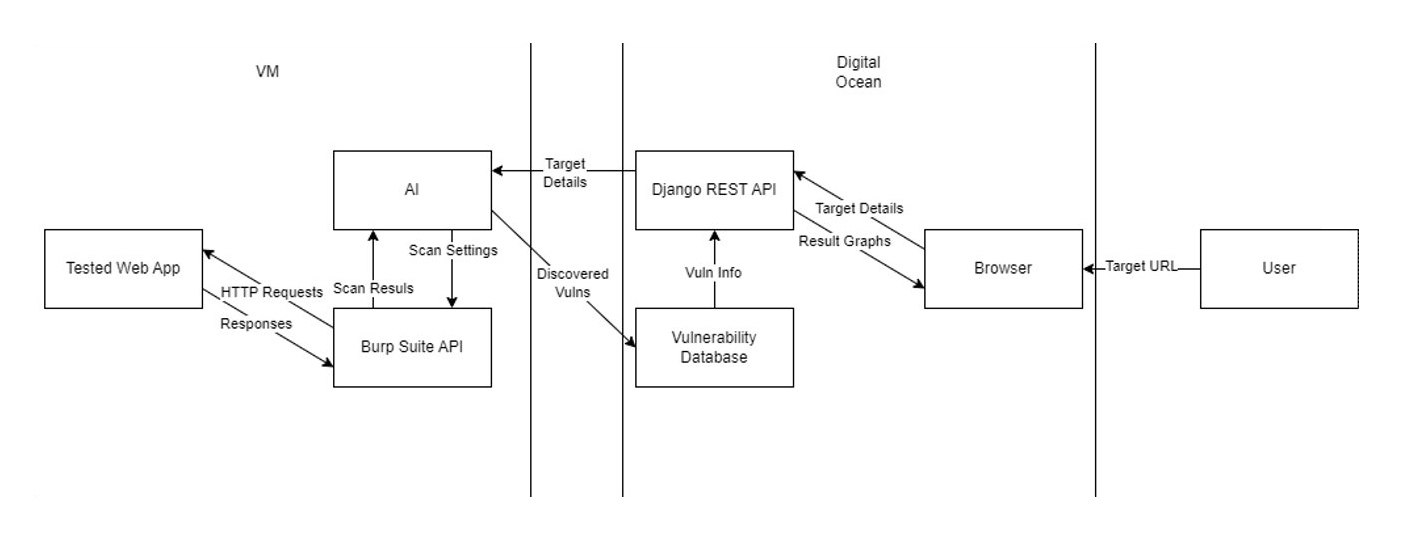 VM
Digital
Ocean
Target
Details
AI
Django REST API
Target Details
Result Graphs
Scan Settings
Tested Web App
Browser
Target URL
User
Discovered
Vulns
Vuln Info
HTTP Requests
Scan Resuls
Responses
Burp Suite API
Vulnerability
Database